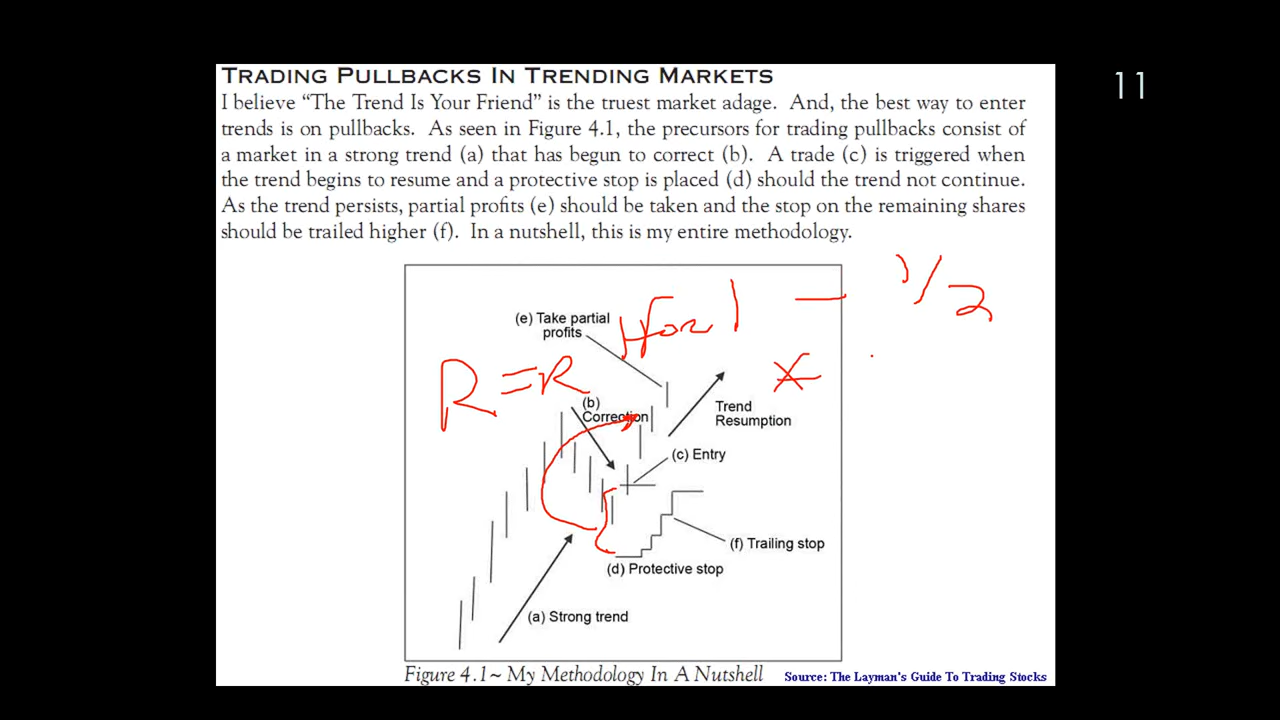 11
TRADING PULLBACKS IN TRENDING MARKETS
I believe “The Trend Is Your Friend” is the truest market adage. And, the best way to enter
trends is on pullbacks. As seen in Figure 4.1, the precursors for trading pullbacks consist of
a market in a strong trend (a) that has begun to correct (b). A trade (c) is triggered when
the trend begins to resume and a protective stop is placed (d) should the trend not continue.
As the trend persists, partial profits (e) should be taken and the stop on the remaining shares
should be trailed higher (f). In a nutshell, this is my entire methodology.
1/2
(e) Take partial
profits
R=R
(b)
Correction
Trend
Resumption
(c) Entry
(f) Trailing stop
(d) Protective stop
(a) Strong trend
Figure 4.1~ My Methodology In A Nutshell
Source: The Layman's Guide To Trading Stocks